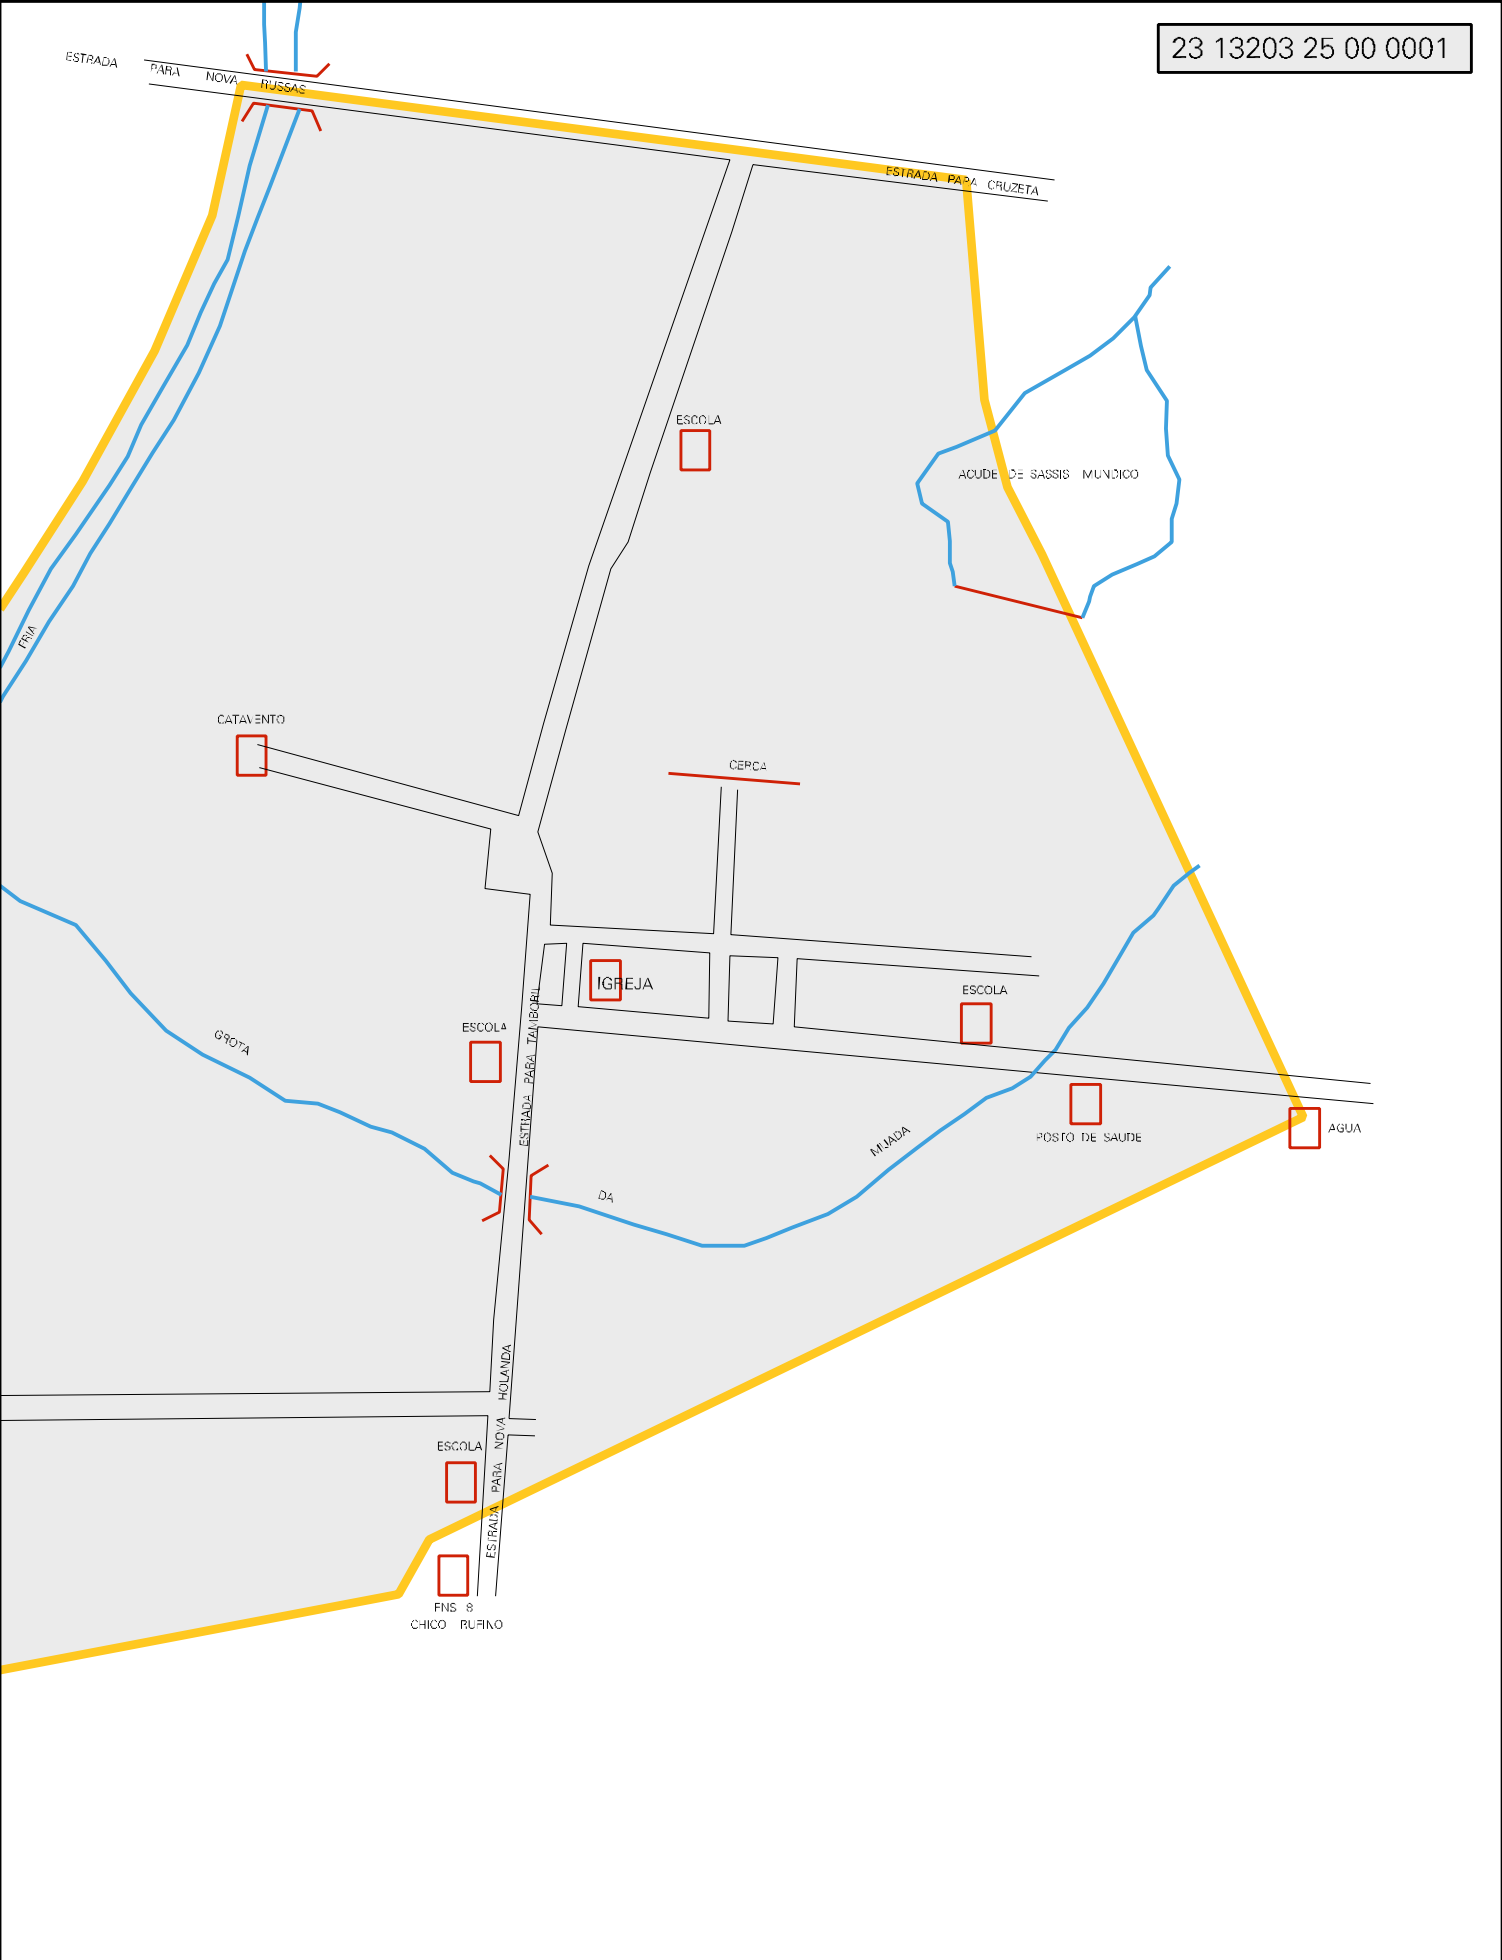 23 13203 25 00 0001
ESTRADA PARA NOVA RUSSAS
ESTRADA PARA CRUZETA
ESCOLA
ACUDE DE SASSIS MUNDICO
FRIA
CATAVENTO
CERCA
IGREJA
ESCOLA
ESCOLA
ESTRADA PARA TAMBORIL
GROTA
DA
MIJADA
POSTO DE SAUDE
AGUA
ESTRADA PARA NOVA HOLANDA
ESCOLA
FNS 8
CHICO RUFINO